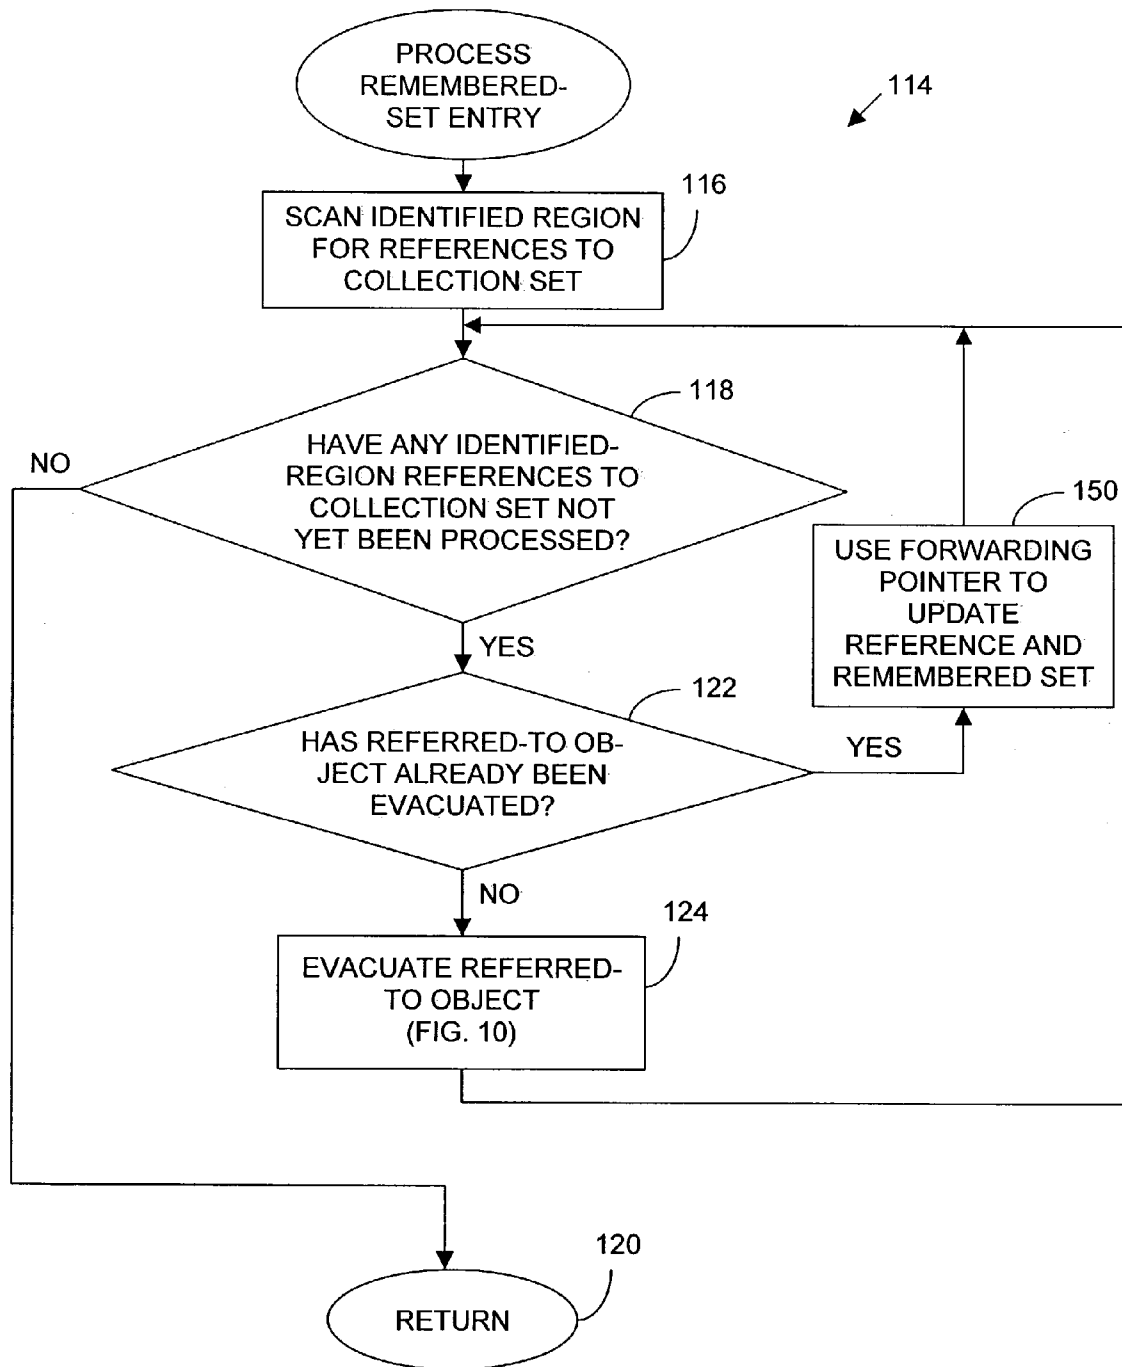 PROCESS
REMEMBERED-
SET ENTRY
114
116
SCAN IDENTIFIED REGION
FOR REFERENCES TO
COLLECTION SET
118
NO
HAVE ANY IDENTIFIED-
REGION REFERENCES TO
COLLECTION SET NOT
YET BEEN PROCESSED?
150
USE FORWARDING
POINTER TO
UPDATE
REFERENCE AND
REMEMBERED SET
YES
122
HAS REFERRED-TO OB-
JECT ALREADY BEEN
EVACUATED?
YES
NO
124
EVACUATE REFERRED-
TO OBJECT
(FIG. 10)
120
RETURN